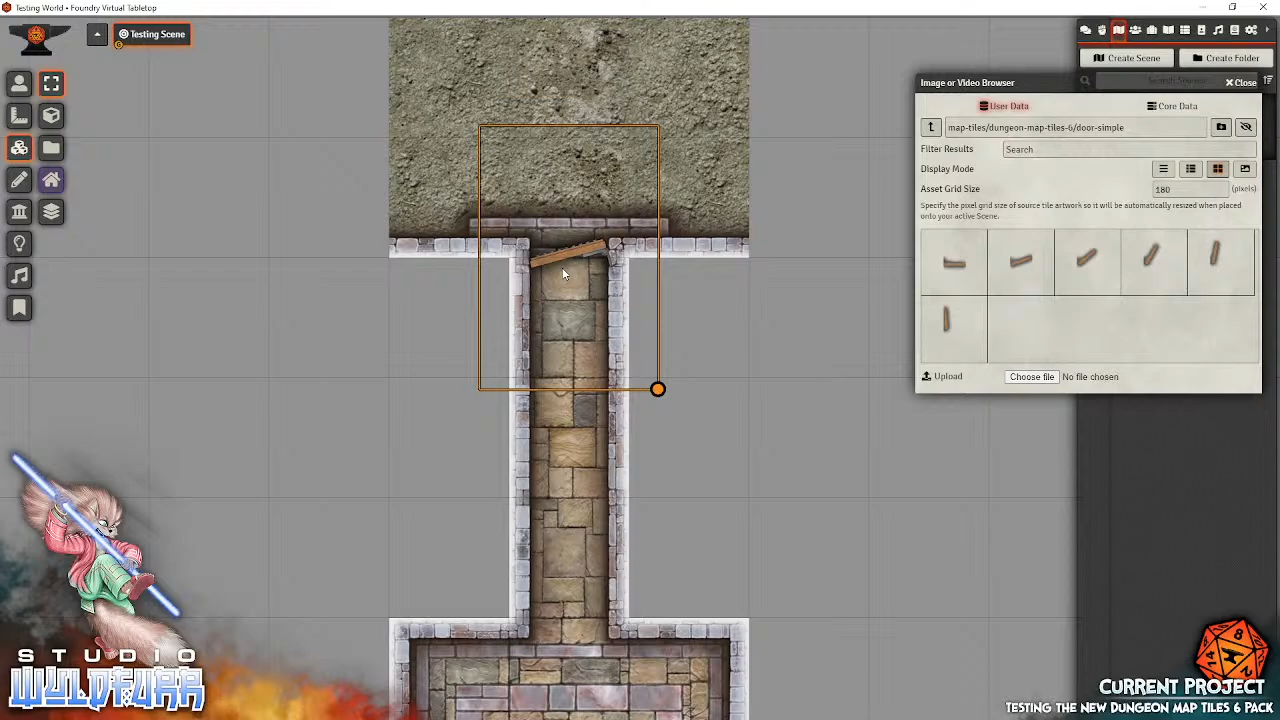 Testing World • Foundry Virtual Tabletop
Testing Scene
G
Create Scene
Create Folder
Search Scenes
Image or Video Browser
Close
User Data
Core Data
map-tiles/dungeon-map-tiles-6/door-simple
Filter Results
Search
Display Mode
Asset Grid Size
180
(pixels)
Specify the pixel grid size of source tile artwork so it will be automatically resized when placed
onto your active Scene.
Upload
Choose file
No file chosen
STUDIO
WULDFURR
CURRENT PROJECT
TESTING THE NEW DUNGEON MAP TILES 6 PACK